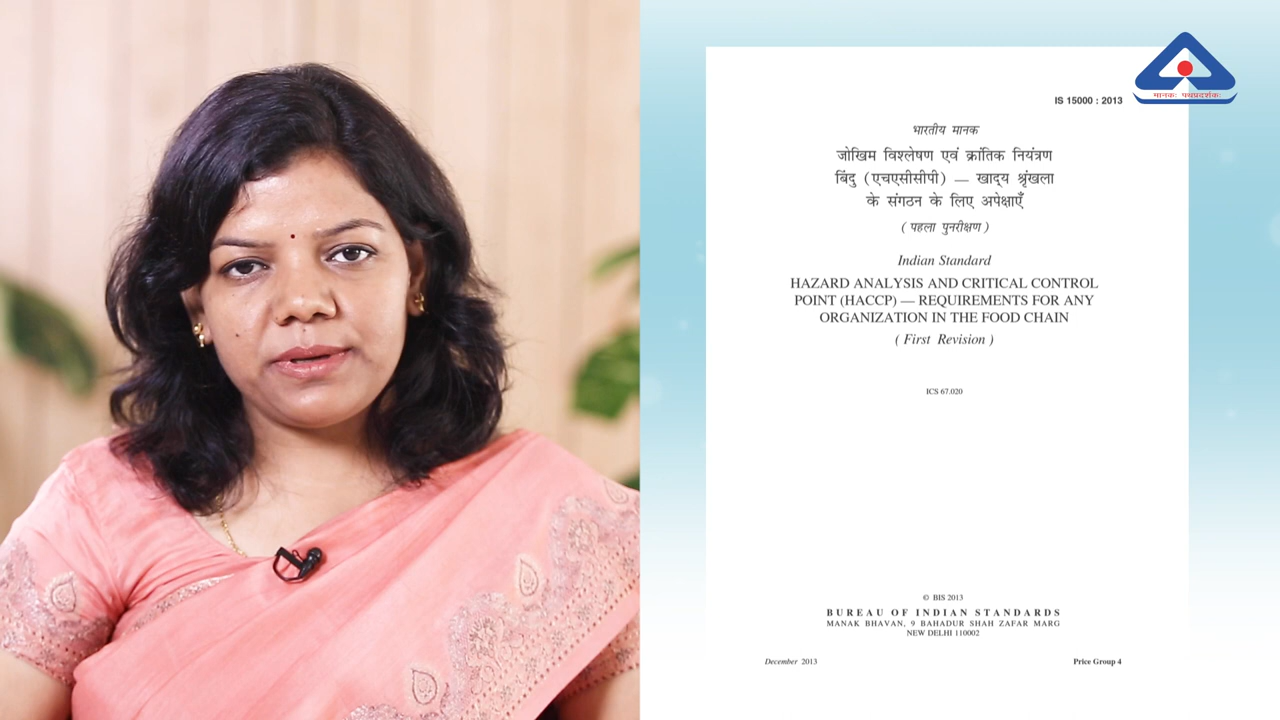 मानकः पथप्रदर्शकः
IS 15000 : 2013
भारतीय मानक
जोखिम विश्लेषण एवं क्रांतिक नियंत्रण
बिंदु (एचएसीसीपी) — खाद्य श्रृंखला
के संगठन के लिए अपेक्षाएँ
( पहला पुनरीक्षण )
Indian Standard
HAZARD ANALYSIS AND CRITICAL CONTROL
POINT (HACCP) — REQUIREMENTS FOR ANY
ORGANIZATION IN THE FOOD CHAIN
( First Revision )
ICS 67.020
© BIS 2013
BUREAU OF INDIAN STANDARDS
MANAK BHAVAN, 9 BAHADUR SHAH ZAFAR MARG
NEW DELHI 110002
December 2013
Price Group 4